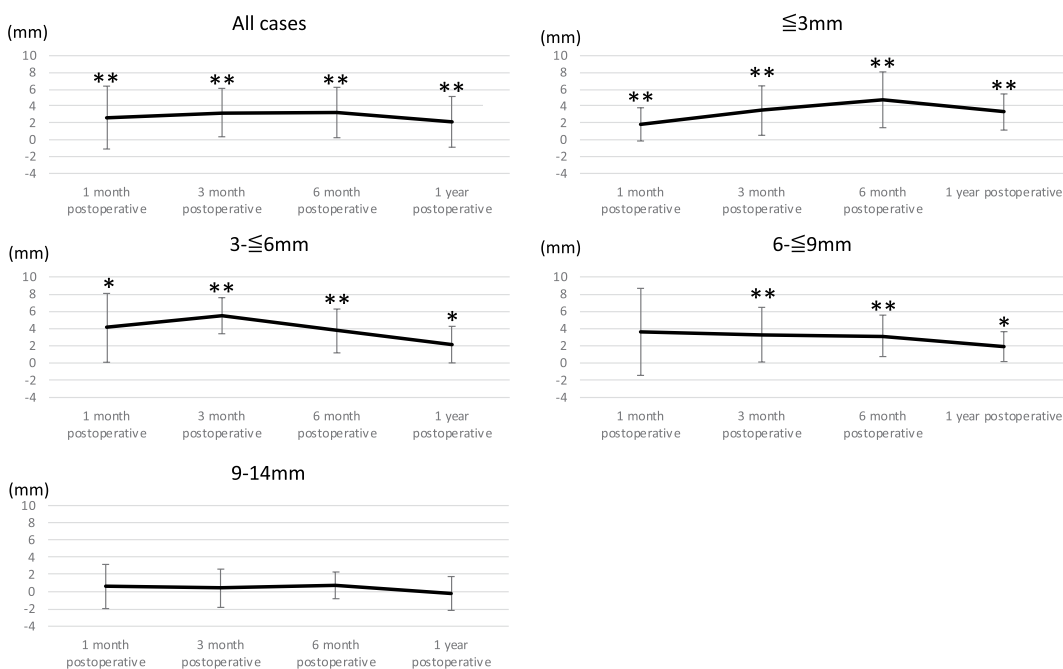 All cases
(mm)
10
8
6
4
2
0
-2
-4
** ** ** **
1 month postoperative
3 month postoperative
6 month postoperative
1 year postoperative
≦3mm
(mm)
10
8
6
4
2
0
-2
-4
** ** ** **
1 month postoperative
3 month postoperative
6 month postoperative
1 year postoperative
3-≦6mm
(mm)
10
8
6
4
2
0
-2
-4
* ** ** *
1 month postoperative
3 month postoperative
6 month postoperative
1 year postoperative
6-≦9mm
(mm)
10
8
6
4
2
0
-2
-4
** ** *
1 month postoperative
3 month postoperative
6 month postoperative
1 year postoperative
9-14mm
(mm)
10
8
6
4
2
0
-2
-4
1 month postoperative
3 month postoperative
6 month postoperative
1 year postoperative